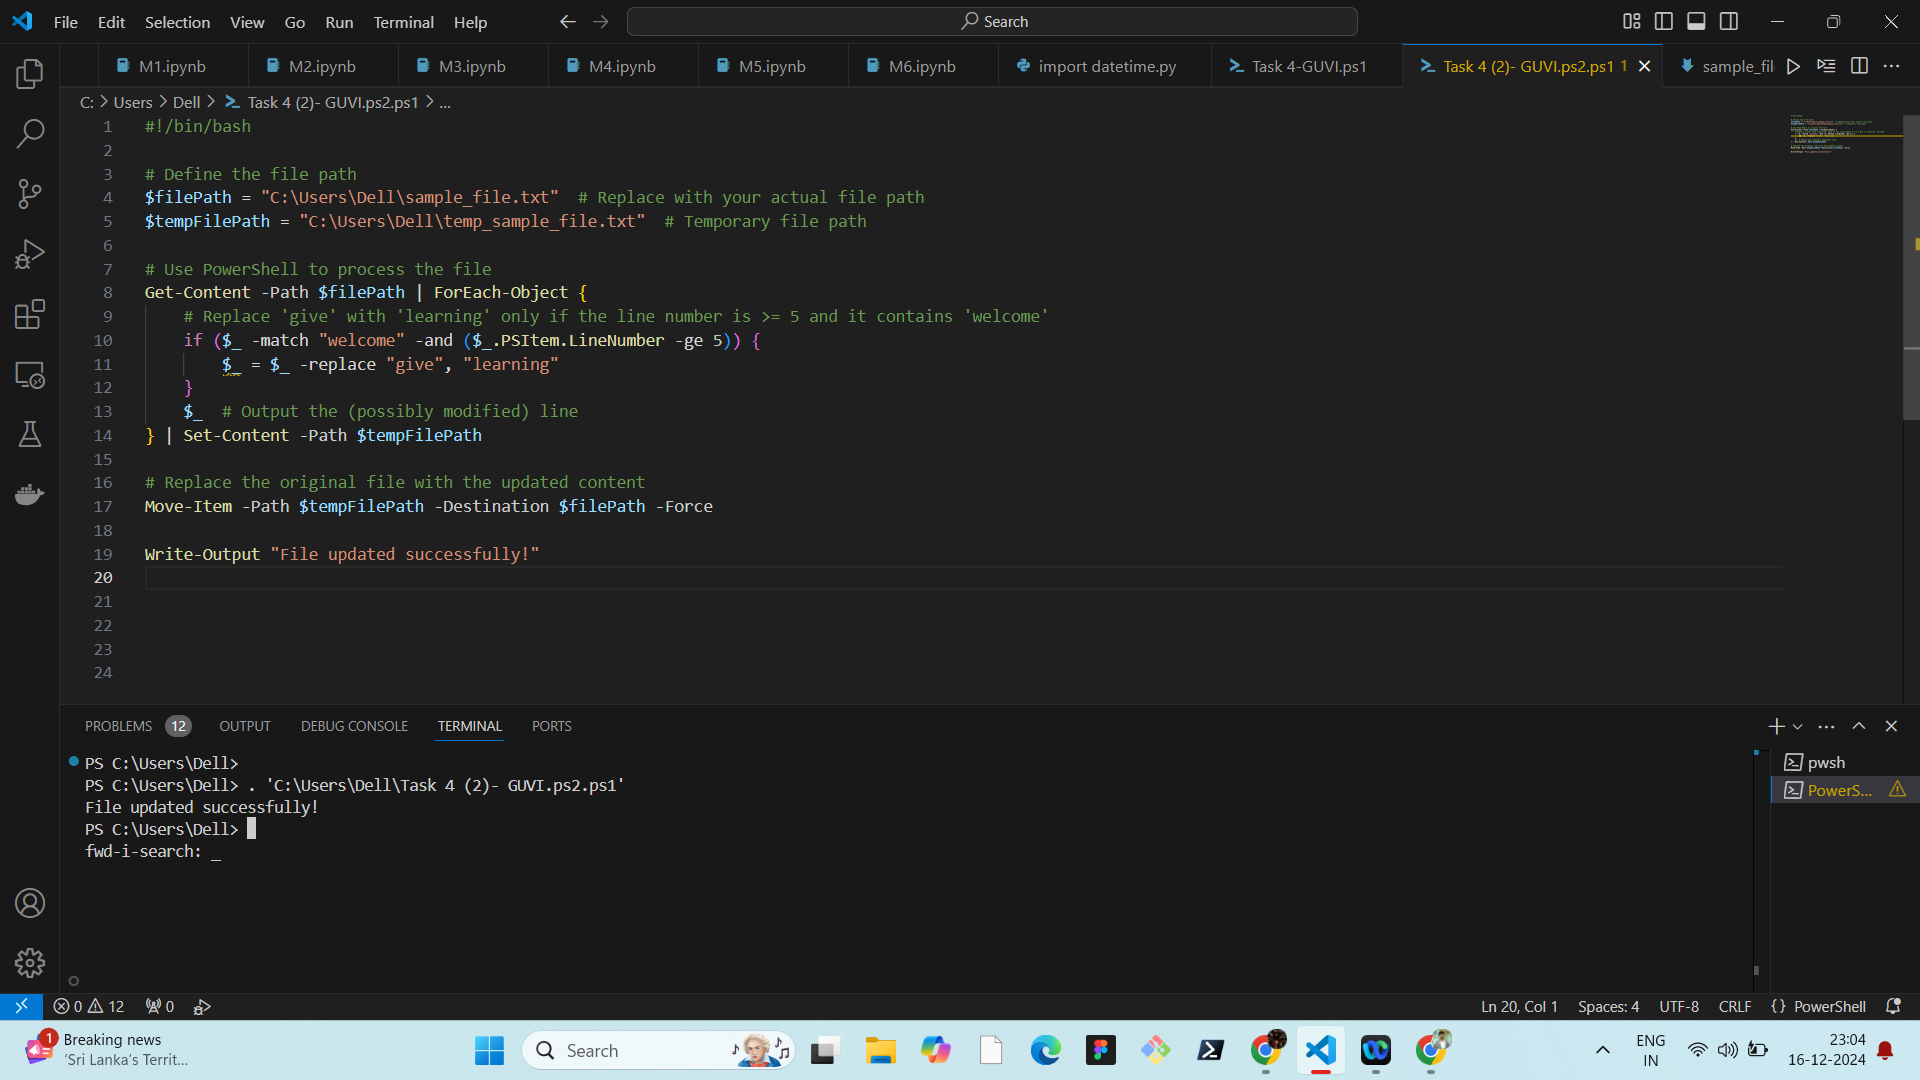 File Edit Selection View Go Run Terminal Help Search
M1.ipynb M2.ipynb M3.ipynb M4.ipynb M5.ipynb M6.ipynb import datetime.py Task 4-GUVI.ps1 Task 4 (2)- GUVI.ps2.ps1 1 sample_fil
C: > Users > Dell > Task 4 (2)- GUVI.ps2.ps1 > ...
1 #!/bin/bash
2
3 # Define the file path
4 $filePath = "C:\Users\Dell\sample_file.txt"  # Replace with your actual file path
5 $tempFilePath = "C:\Users\Dell\temp_sample_file.txt"  # Temporary file path
6
7 # Use PowerShell to process the file
8 Get-Content -Path $filePath | ForEach-Object {
9     # Replace 'give' with 'learning' only if the line number is >= 5 and it contains 'welcome'
10     if ($_ -match "welcome" -and ($_.PSItem.LineNumber -ge 5)) {
11         $_ = $_ -replace "give", "learning"
12     }
13     $_  # Output the (possibly modified) line
14 } | Set-Content -Path $tempFilePath
15
16 # Replace the original file with the updated content
17 Move-Item -Path $tempFilePath -Destination $filePath -Force
18
19 Write-Output "File updated successfully!"
20
21
22
23
24
PROBLEMS 12 OUTPUT DEBUG CONSOLE TERMINAL PORTS
PS C:\Users\Dell>
PS C:\Users\Dell> . 'C:\Users\Dell\Task 4 (2)- GUVI.ps2.ps1'
File updated successfully!
PS C:\Users\Dell>
fwd-i-search: _
pwsh
PowerS...
0 12 0 Ln 20, Col 1 Spaces: 4 UTF-8 CRLF {} PowerShell
1
Breaking news
'Sri Lanka's Territ...
Search
ENG
IN
23:04
16-12-2024